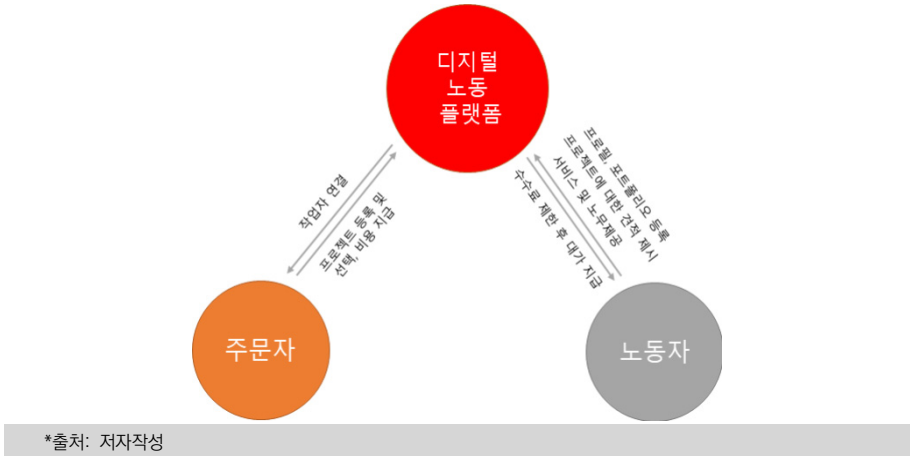 디지털
노동
플랫폼
작업자 연결
프로젝트 등록 및
선택, 비용 지급
프로필, 포트폴리오 등록
프로젝트에 대한 견적 제시
서비스 및 노무제공
수수료 제한 후 대가 지급
주문자
노동자
*출처: 저자작성